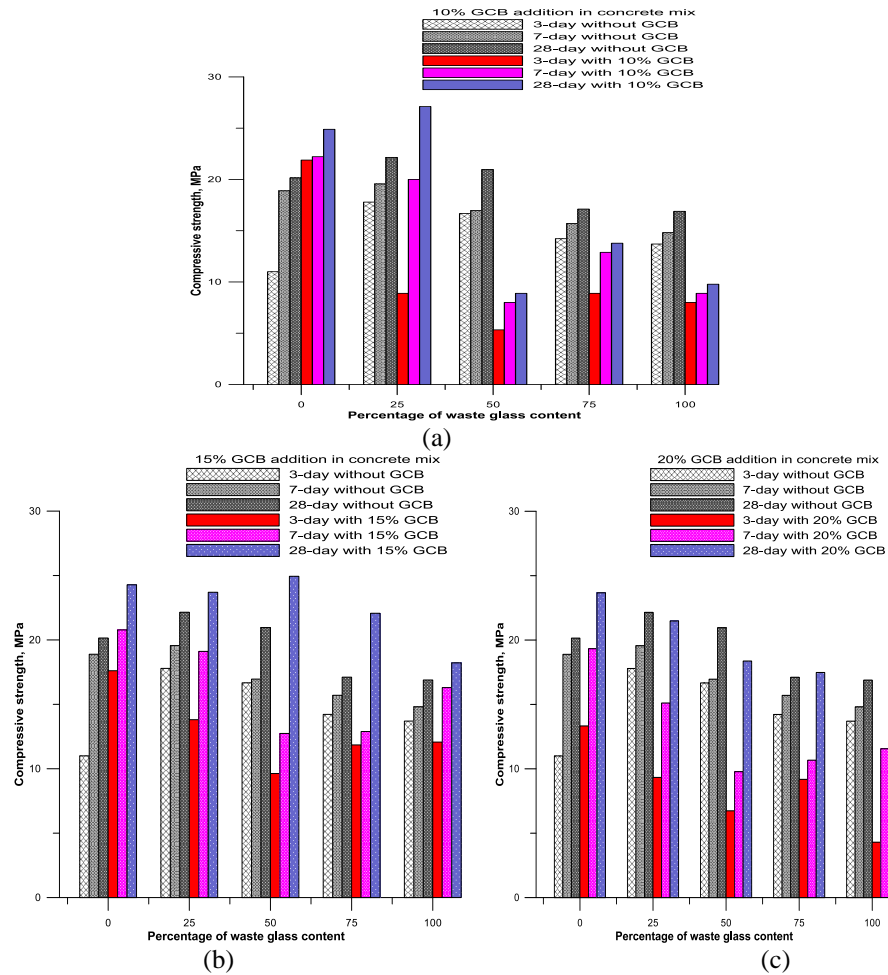 10% GCB addition in concrete mix
3-day without GCB
7-day without GCB
28-day without GCB
3-day with 10% GCB
7-day with 10% GCB
28-day with 10% GCB
30
20
10
0
Compressive strength, MPa
0 25 50 75 100
Percentage of waste glass content
(a)
15% GCB addition in concrete mix
3-day without GCB
7-day without GCB
28-day without GCB
3-day with 15% GCB
7-day with 15% GCB
28-day with 15% GCB
30
20
10
0
Compressive strength, MPa
0 25 50 75 100
Percentage of waste glass content
(b)
20% GCB addition in concrete mix
3-day without GCB
7-day without GCB
28-day without GCB
3-day with 20% GCB
7-day with 20% GCB
28-day with 20% GCB
30
20
10
0
Compressive strength, MPa
0 25 50 75 100
Percentage of waste glass content
(c)